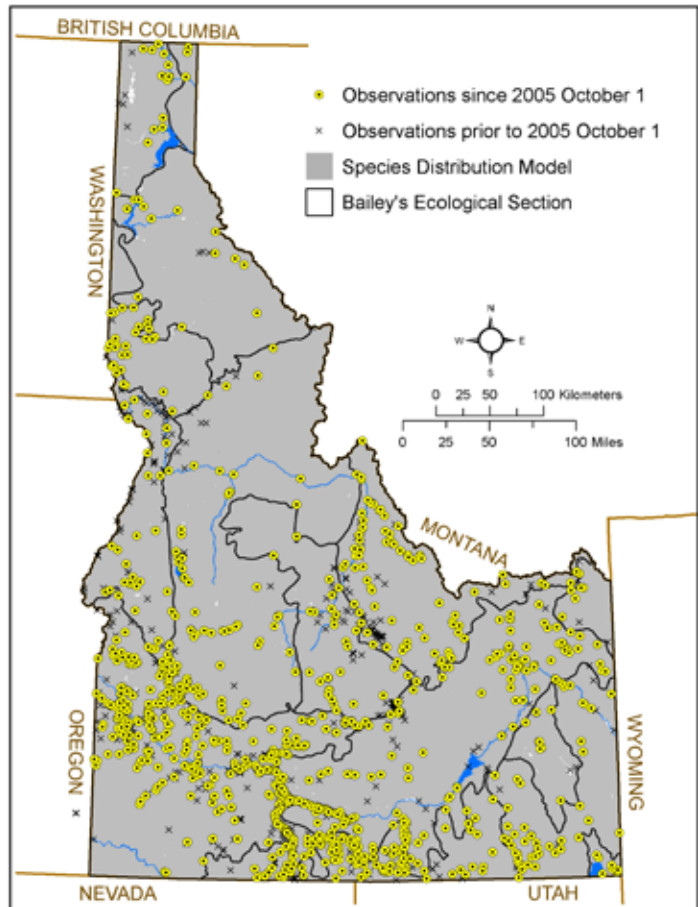 BRITISH COLUMBIA
Observations since 2005 October 1
Observations prior to 2005 October 1
Species Distribution Model
Bailey's Ecological Section
WASHINGTON
N
W E
S
0 25 50 100 Kilometers
0 25 50 100 Miles
MONTANA
OREGON
WYOMING
NEVADA
UTAH